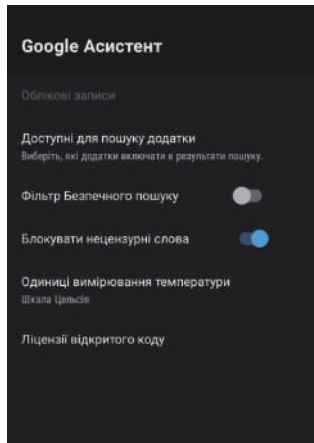 Google Асистент
Облікові записи
Доступні для пошуку додатки
Виберіть, які додатки включати в результати пошуку.
Фільтр Безпечного пошуку
Блокувати нецензурні слова
Одиниці вимірювання температури
Шкала Цельсія
Ліцензії відкритого коду